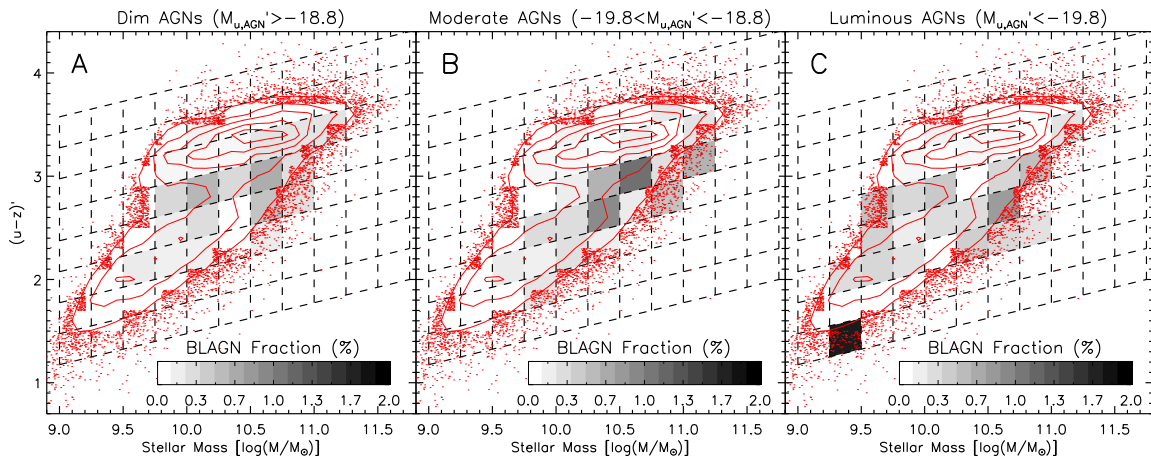 Dim AGNs (M_u,AGN'>−18.8)
Moderate AGNs (−19.8<M_u,AGN'<−18.8)
Luminous AGNs (M_u,AGN'<−19.8)
A
B
C
(u−z)'
4
3
2
1
BLAGN Fraction (%)
0.0 0.3 0.7 1.0 1.3 1.7 2.0
BLAGN Fraction (%)
0.0 0.3 0.7 1.0 1.3 1.7 2.0
BLAGN Fraction (%)
0.0 0.3 0.7 1.0 1.3 1.7 2.0
9.0 9.5 10.0 10.5 11.0 11.5
9.0 9.5 10.0 10.5 11.0 11.5
9.0 9.5 10.0 10.5 11.0 11.5
Stellar Mass [log(M/M☉)]
Stellar Mass [log(M/M☉)]
Stellar Mass [log(M/M☉)]